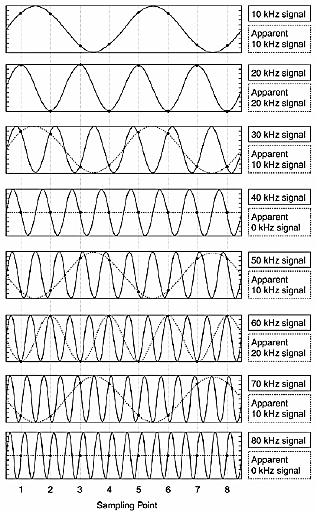 10 kHz signal
Apparent
10 kHz signal
20 kHz signal
Apparent
20 kHz signal
30 kHz signal
Apparent
10 kHz signal
40 kHz signal
Apparent
0 kHz signal
50 kHz signal
Apparent
10 kHz signal
60 kHz signal
Apparent
20 kHz signal
70 kHz signal
Apparent
10 kHz signal
80 kHz signal
Apparent
0 kHz signal
1 2 3 4 5 6 7 8
Sampling Point